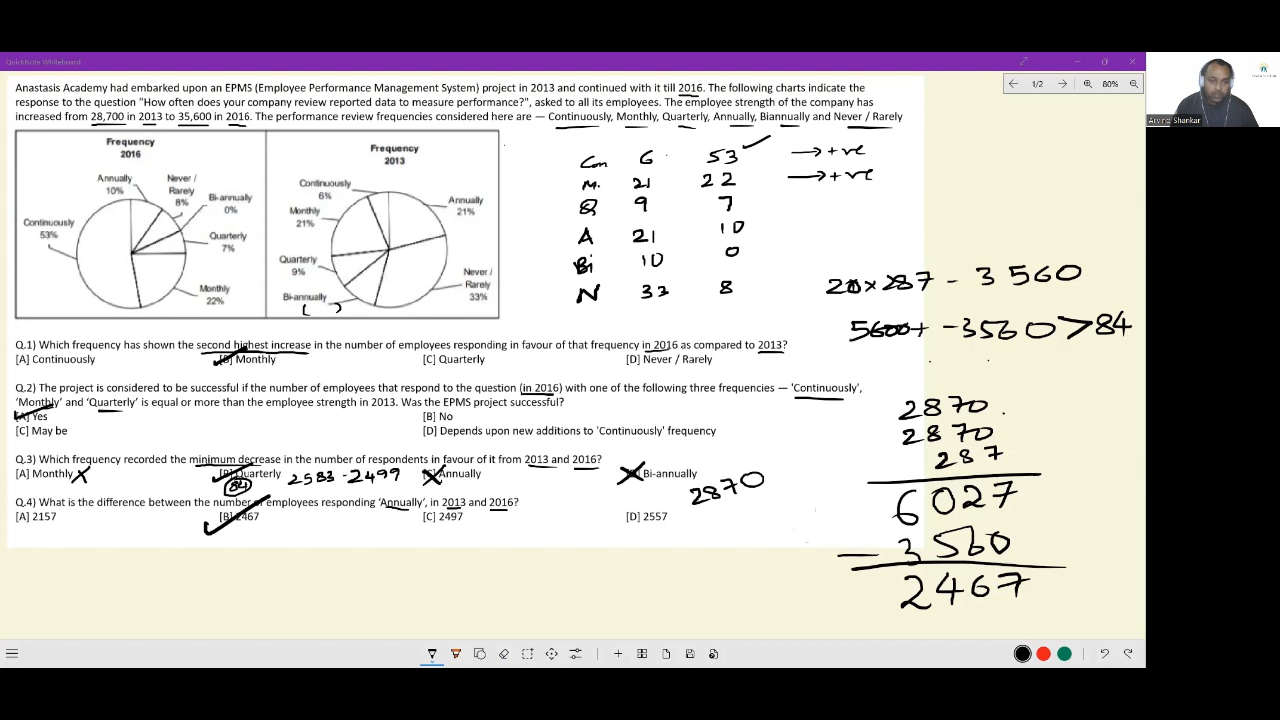 QuickNote Whiteboard
1/2
80%
Arvind Shankar
Anastasis Academy had embarked upon an EPMS (Employee Performance Management System) project in 2013 and continued with it till 2016. The following charts indicate the
response to the question "How often does your company review reported data to measure performance?", asked to all its employees. The employee strength of the company has
increased from 28,700 in 2013 to 35,600 in 2016. The performance review frequencies considered here are — Continuously, Monthly, Quarterly, Annually, Biannually and Never / Rarely
Frequency
2016
Annually
10%
Never /
Rarely
8%
Bi-annually
0%
Continuously
53%
Quarterly
7%
Monthly
22%
Frequency
2013
Continuously
6%
Annually
21%
Monthly
21%
Quarterly
9%
Never /
Rarely
33%
Bi-annually
( )
Con 6 53 → +ve
M. 21 22 → +ve
Q 9 7
A 21 10
Bi 10 0
N 33 8
287 - 3560
5600+ -3560 > 84
2870
2870
287
6027
- 3560
2467
Q.1) Which frequency has shown the second highest increase in the number of employees responding in favour of that frequency in 2016 as compared to 2013?
[A] Continuously [B] Monthly [C] Quarterly [D] Never / Rarely
Q.2) The project is considered to be successful if the number of employees that respond to the question (in 2016) with one of the following three frequencies — 'Continuously',
'Monthly' and 'Quarterly' is equal or more than the employee strength in 2013. Was the EPMS project successful?
[A] Yes [B] No
[C] May be [D] Depends upon new additions to 'Continuously' frequency
Q.3) Which frequency recorded the minimum decrease in the number of respondents in favour of it from 2013 and 2016?
[A] Monthly [B] Quarterly 2583 - 2499 [C] Annually [D] Bi-annually
84
2870
Q.4) What is the difference between the number of employees responding 'Annually', in 2013 and 2016?
[A] 2157 [B] 2467 [C] 2497 [D] 2557